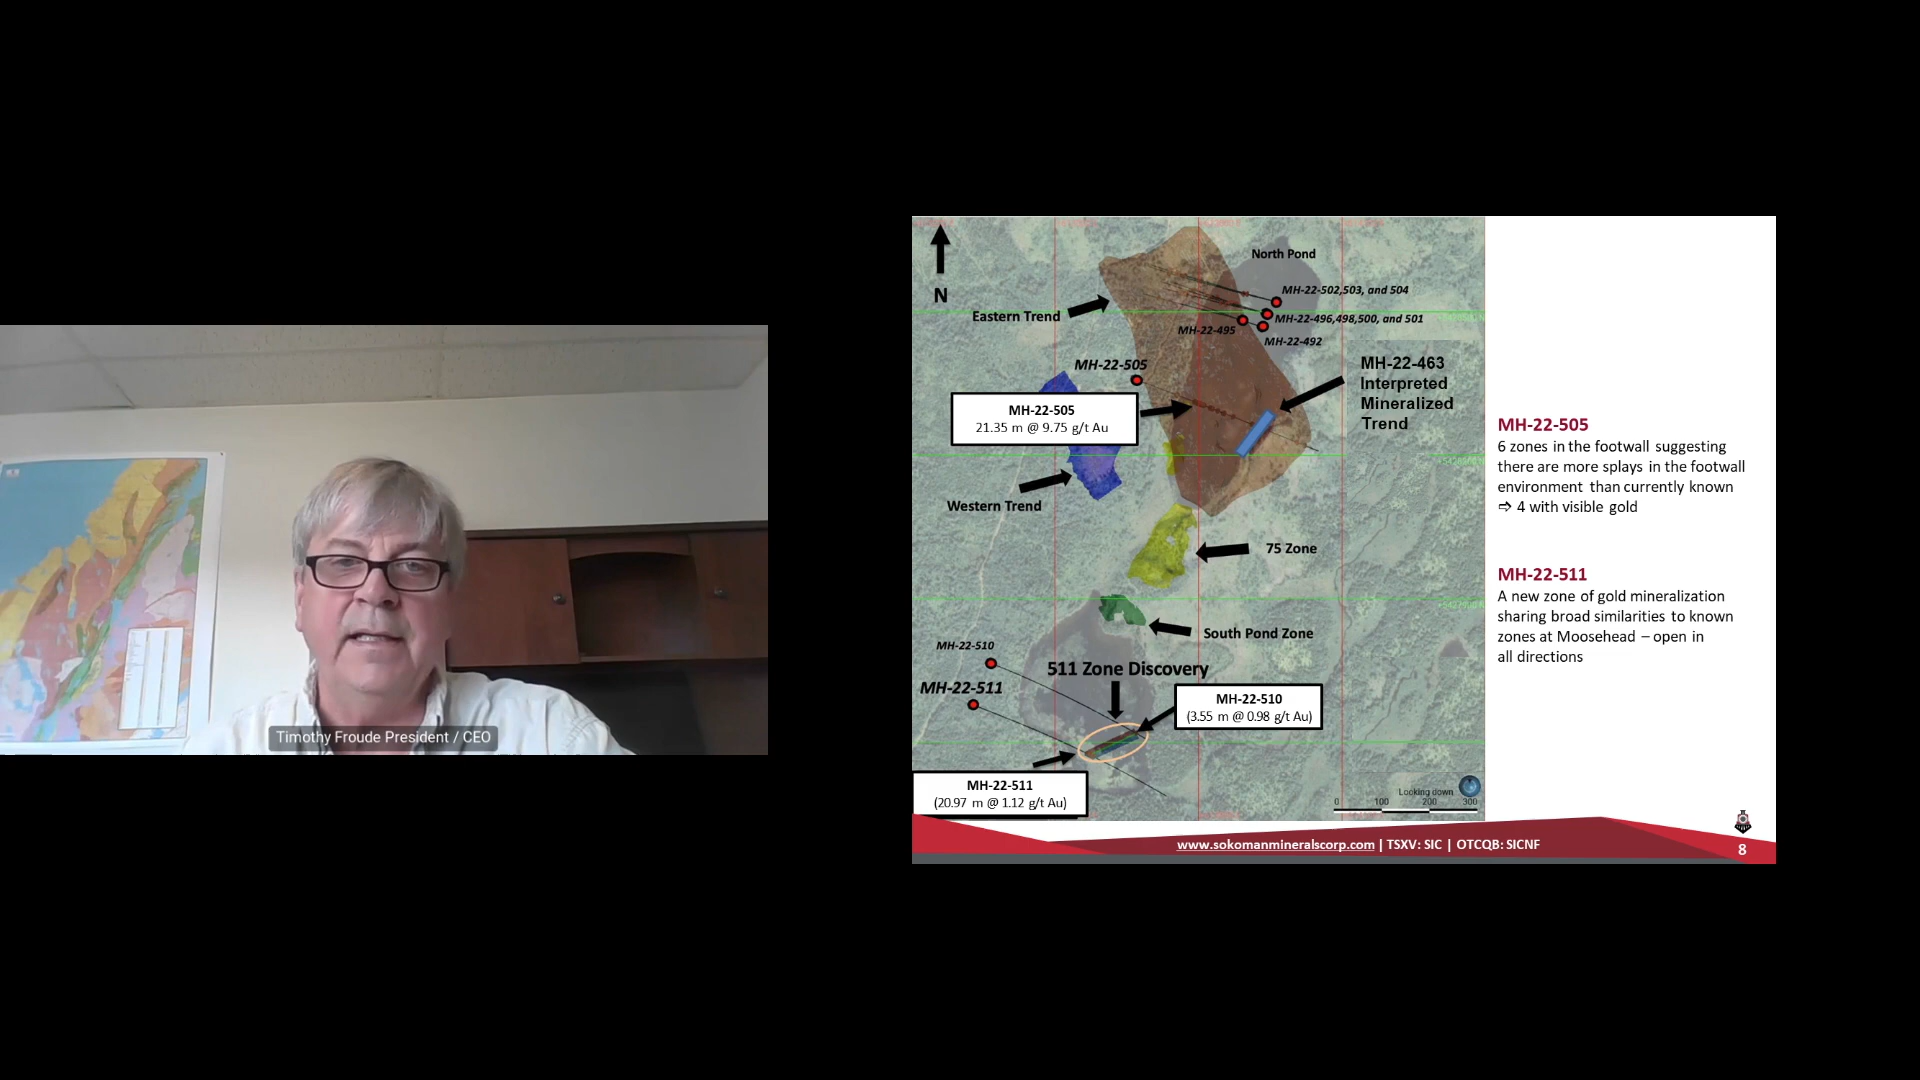 Timothy Froude President / CEO
N
North Pond
MH-22-502,503, and 504
Eastern Trend
MH-22-496,498,500, and 501
MH-22-495
MH-22-492
MH-22-505
MH-22-463
Interpreted
Mineralized
Trend
MH-22-505
21.35 m @ 9.75 g/t Au
Western Trend
75 Zone
South Pond Zone
MH-22-510
511 Zone Discovery
MH-22-511
MH-22-510
(3.55 m @ 0.98 g/t Au)
MH-22-511
(20.97 m @ 1.12 g/t Au)
Looking down
0 100 200 300
MH-22-505
6 zones in the footwall suggesting
there are more splays in the footwall
environment than currently known
⇨ 4 with visible gold
MH-22-511
A new zone of gold mineralization
sharing broad similarities to known
zones at Moosehead – open in
all directions
www.sokomanmineralscorp.com | TSXV: SIC | OTCQB: SICNF
8